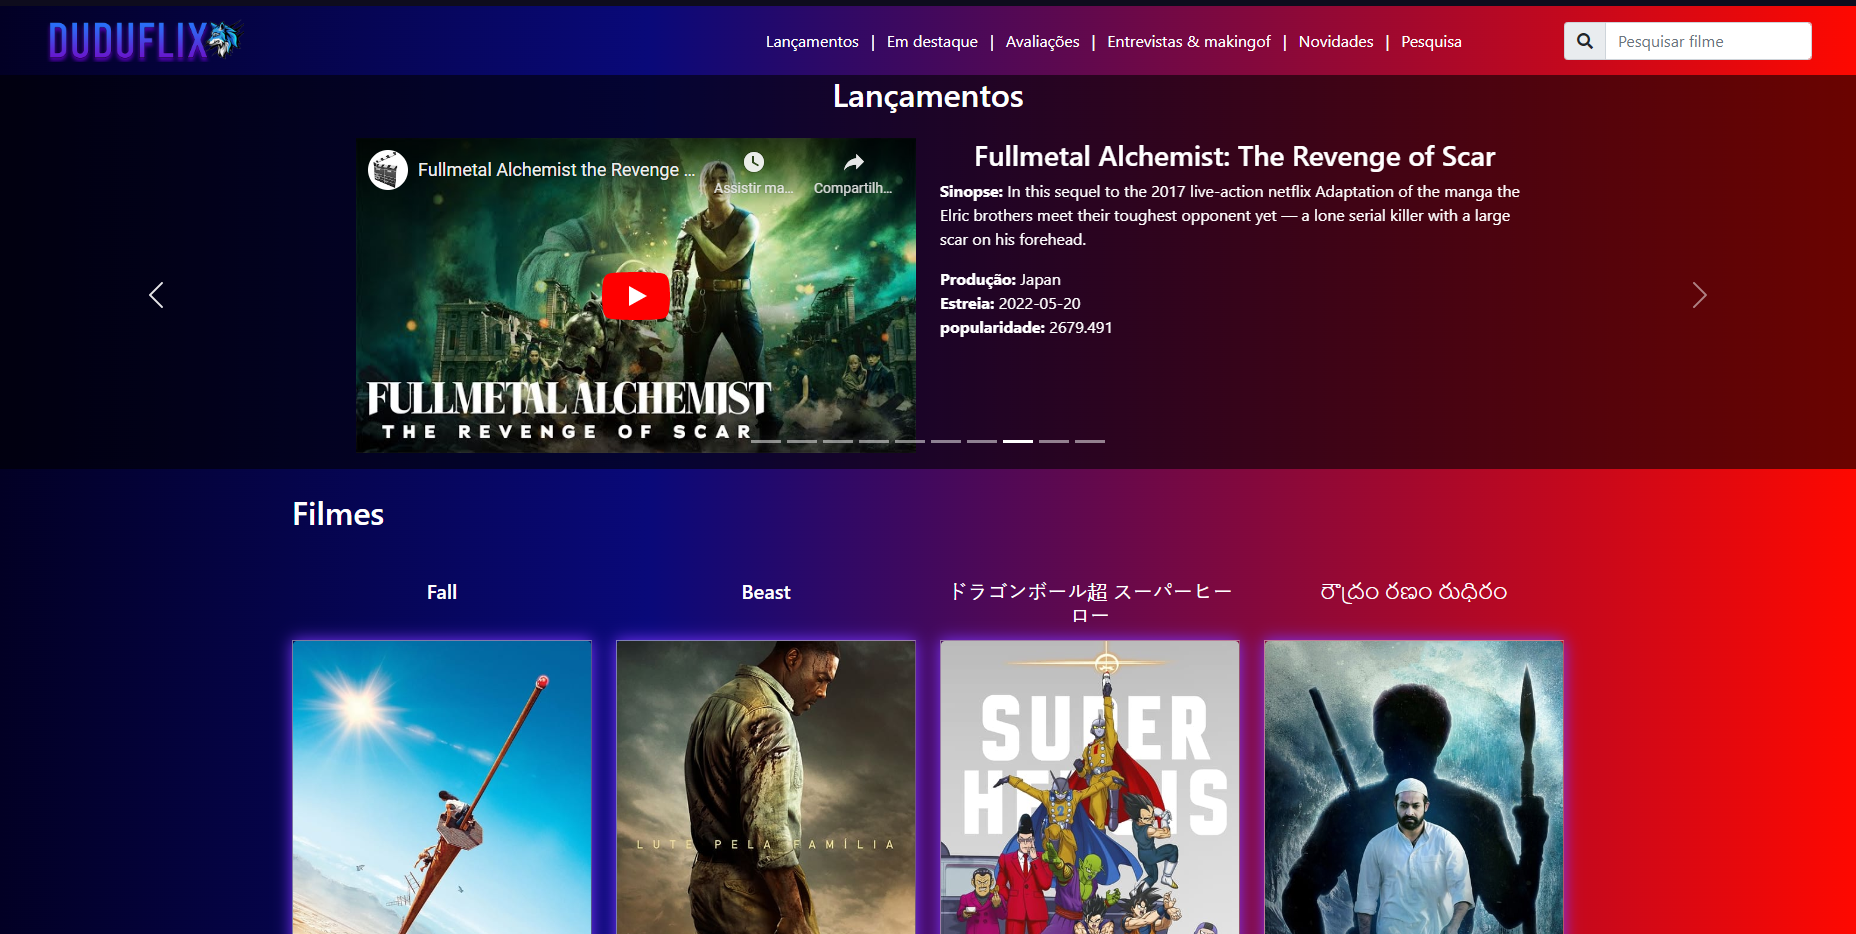 DUDUFLIX
Lançamentos | Em destaque | Avaliações | Entrevistas & makingof | Novidades | Pesquisa
Pesquisar filme
Lançamentos
Fullmetal Alchemist the Revenge ...
Assistir ma...
Compartilh...
FULLMETAL ALCHEMIST
THE REVENGE OF SCAR
Fullmetal Alchemist: The Revenge of Scar
Sinopse: In this sequel to the 2017 live-action netflix Adaptation of the manga the
Elric brothers meet their toughest opponent yet — a lone serial killer with a large
scar on his forehead.
Produção: Japan
Estreia: 2022-05-20
popularidade: 2679.491
Filmes
Fall
Beast
ドラゴンボール超 スーパーヒー
ロー
రౌద్రం రణం రుధిరం
LUTE PELA FAMÍLIA
SUPER
HEROIS